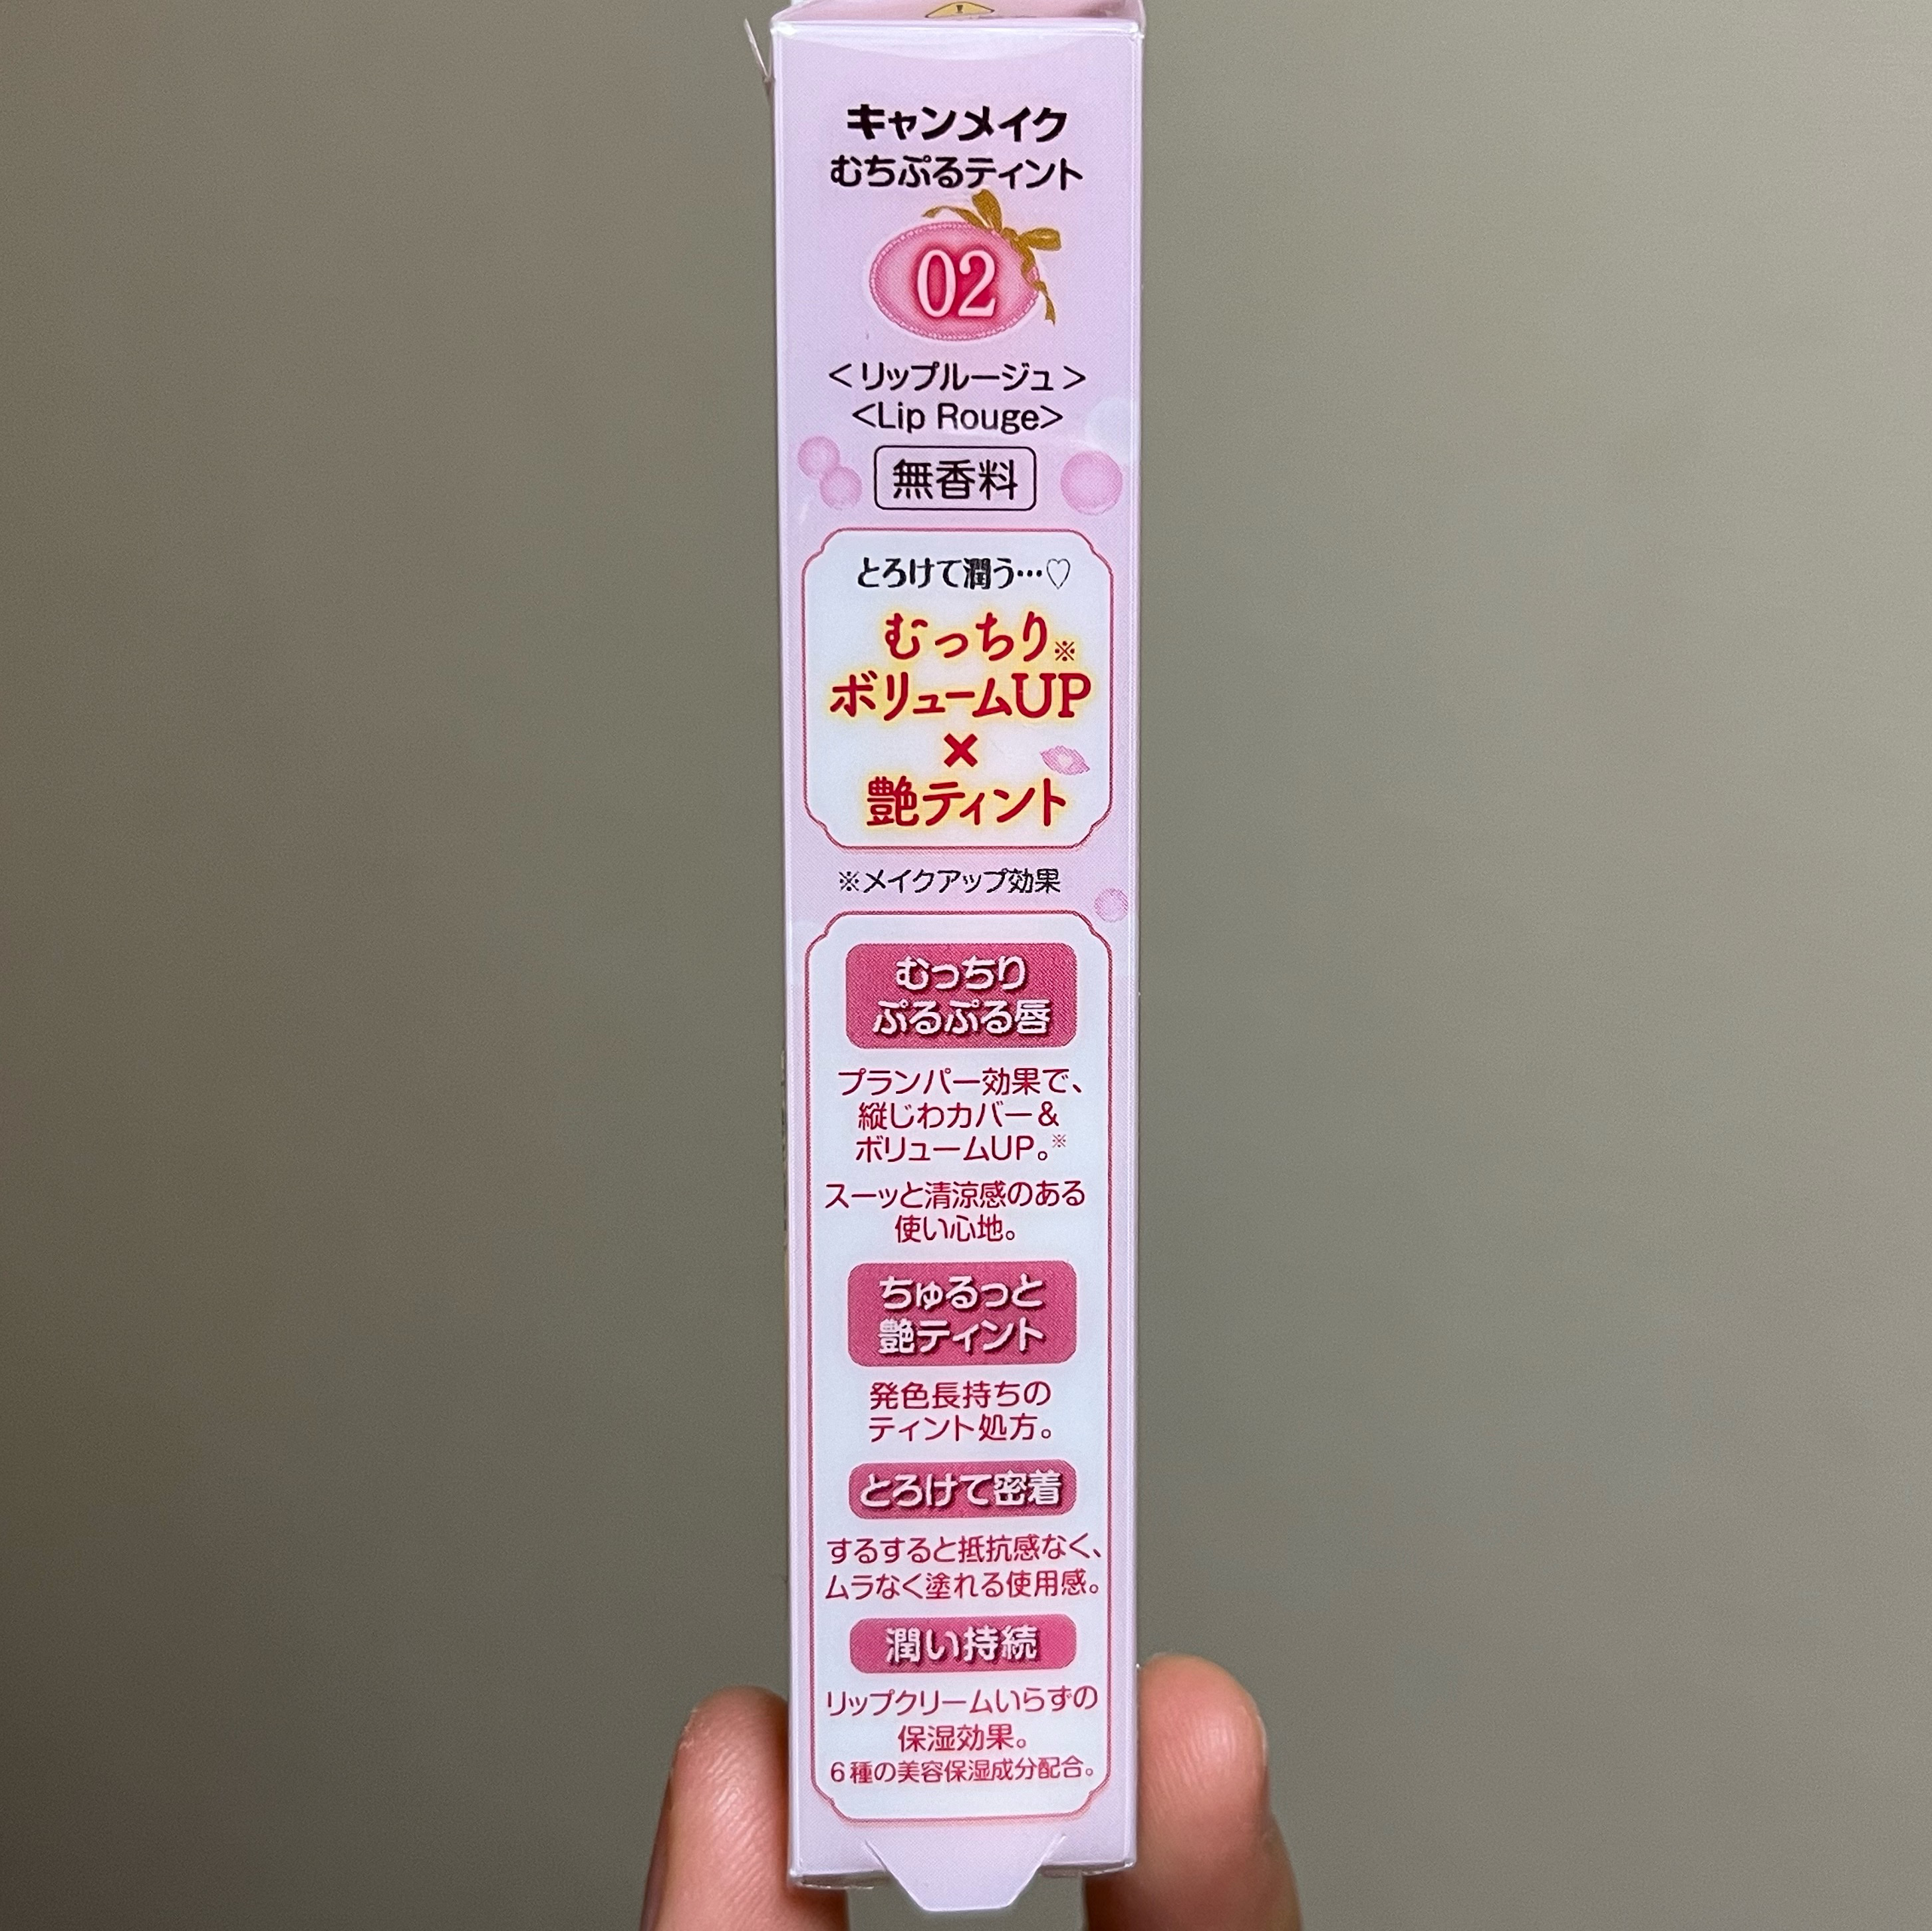 キャンメイク
むちぷるティント
02
＜リップルージュ＞
<Lip Rouge>
無香料
とろけて潤う…♡
むっちり※
ボリュームUP
×
艶ティント
※メイクアップ効果
むっちり
ぷるぷる唇
プランパー効果で、
縦じわカバー＆
ボリュームUP。※
スーッと清涼感のある
使い心地。
ちゅるっと
艶ティント
発色長持ちの
ティント処方。
とろけて密着
するすると抵抗感なく、
ムラなく塗れる使用感。
潤い持続
リップクリームいらずの
保湿効果。
6種の美容保湿成分配合。